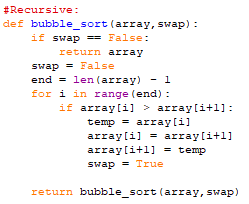 #Recursive:
def bubble_sort(array,swap):
    if swap == False:
        return array
    swap = False
    end = len(array) - 1
    for i in range(end):
        if array[i] > array[i+1]:
            temp = array[i]
            array[i] = array[i+1]
            array[i+1] = temp
            swap = True

    return bubble_sort(array,swap)